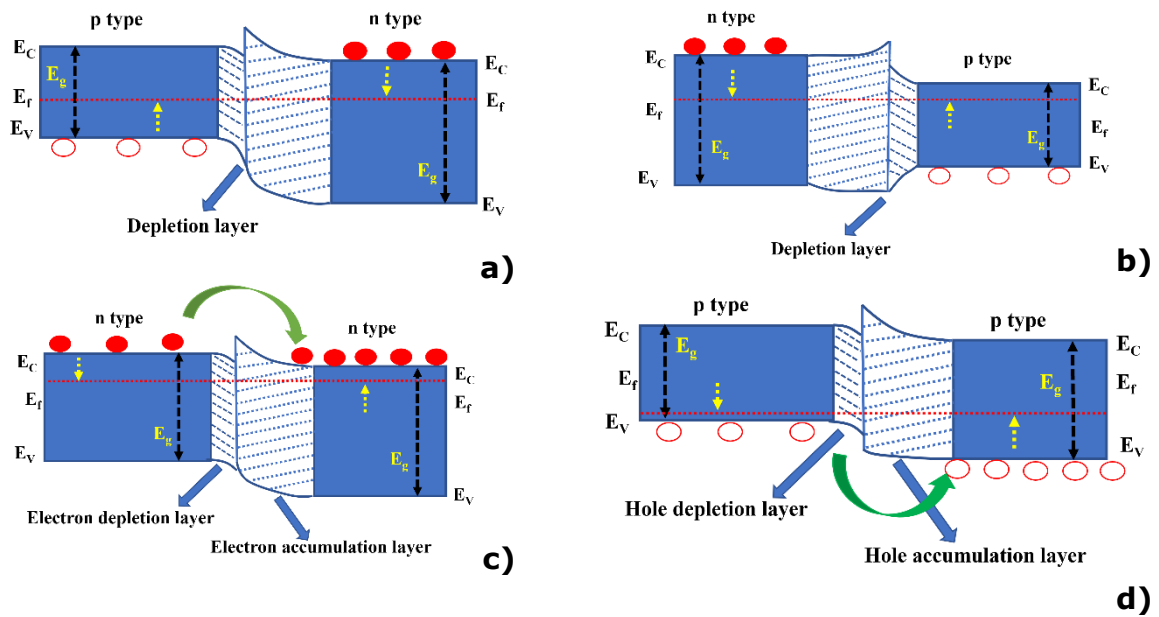 p type
n type
E_C
E_g
E_f
E_V
E_C
E_f
E_g
E_V
Depletion layer
a)
n type
p type
E_C
E_f
E_g
E_V
E_C
E_f
E_g
E_V
Depletion layer
b)
n type
n type
E_C
E_f
E_g
E_V
E_C
E_f
E_g
E_V
Electron depletion layer
Electron accumulation layer
c)
p type
p type
E_g
E_f
E_V
E_C
E_f
E_g
E_V
Hole depletion layer
Hole accumulation layer
d)